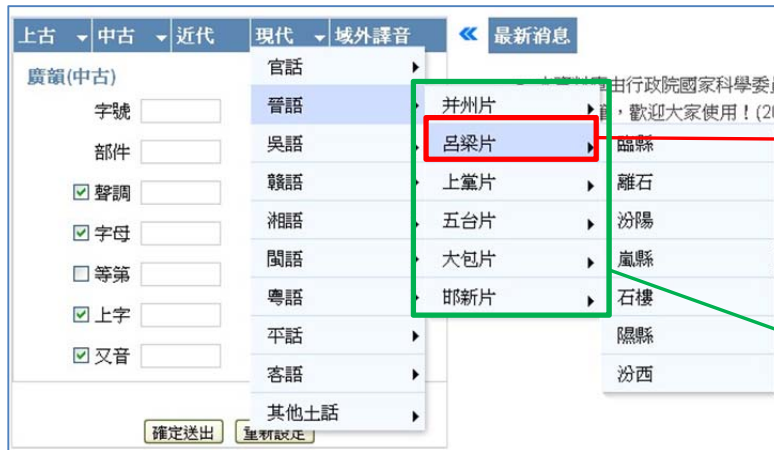 上古 中古 近代 現代 域外譯音 最新消息
廣韻(中古)
字號
部件
聲調
字母
等第
上字
又音
確定送出 重新設定
官話
晉語
吳語
贛語
湘語
閩語
粵語
平話
客語
其他土話
并州片
呂梁片
上黨片
五台片
大包片
邯新片
臨縣
離石
汾陽
嵐縣
石樓
隰縣
汾西
由行政院國家科學委員
，歡迎大家使用！(20